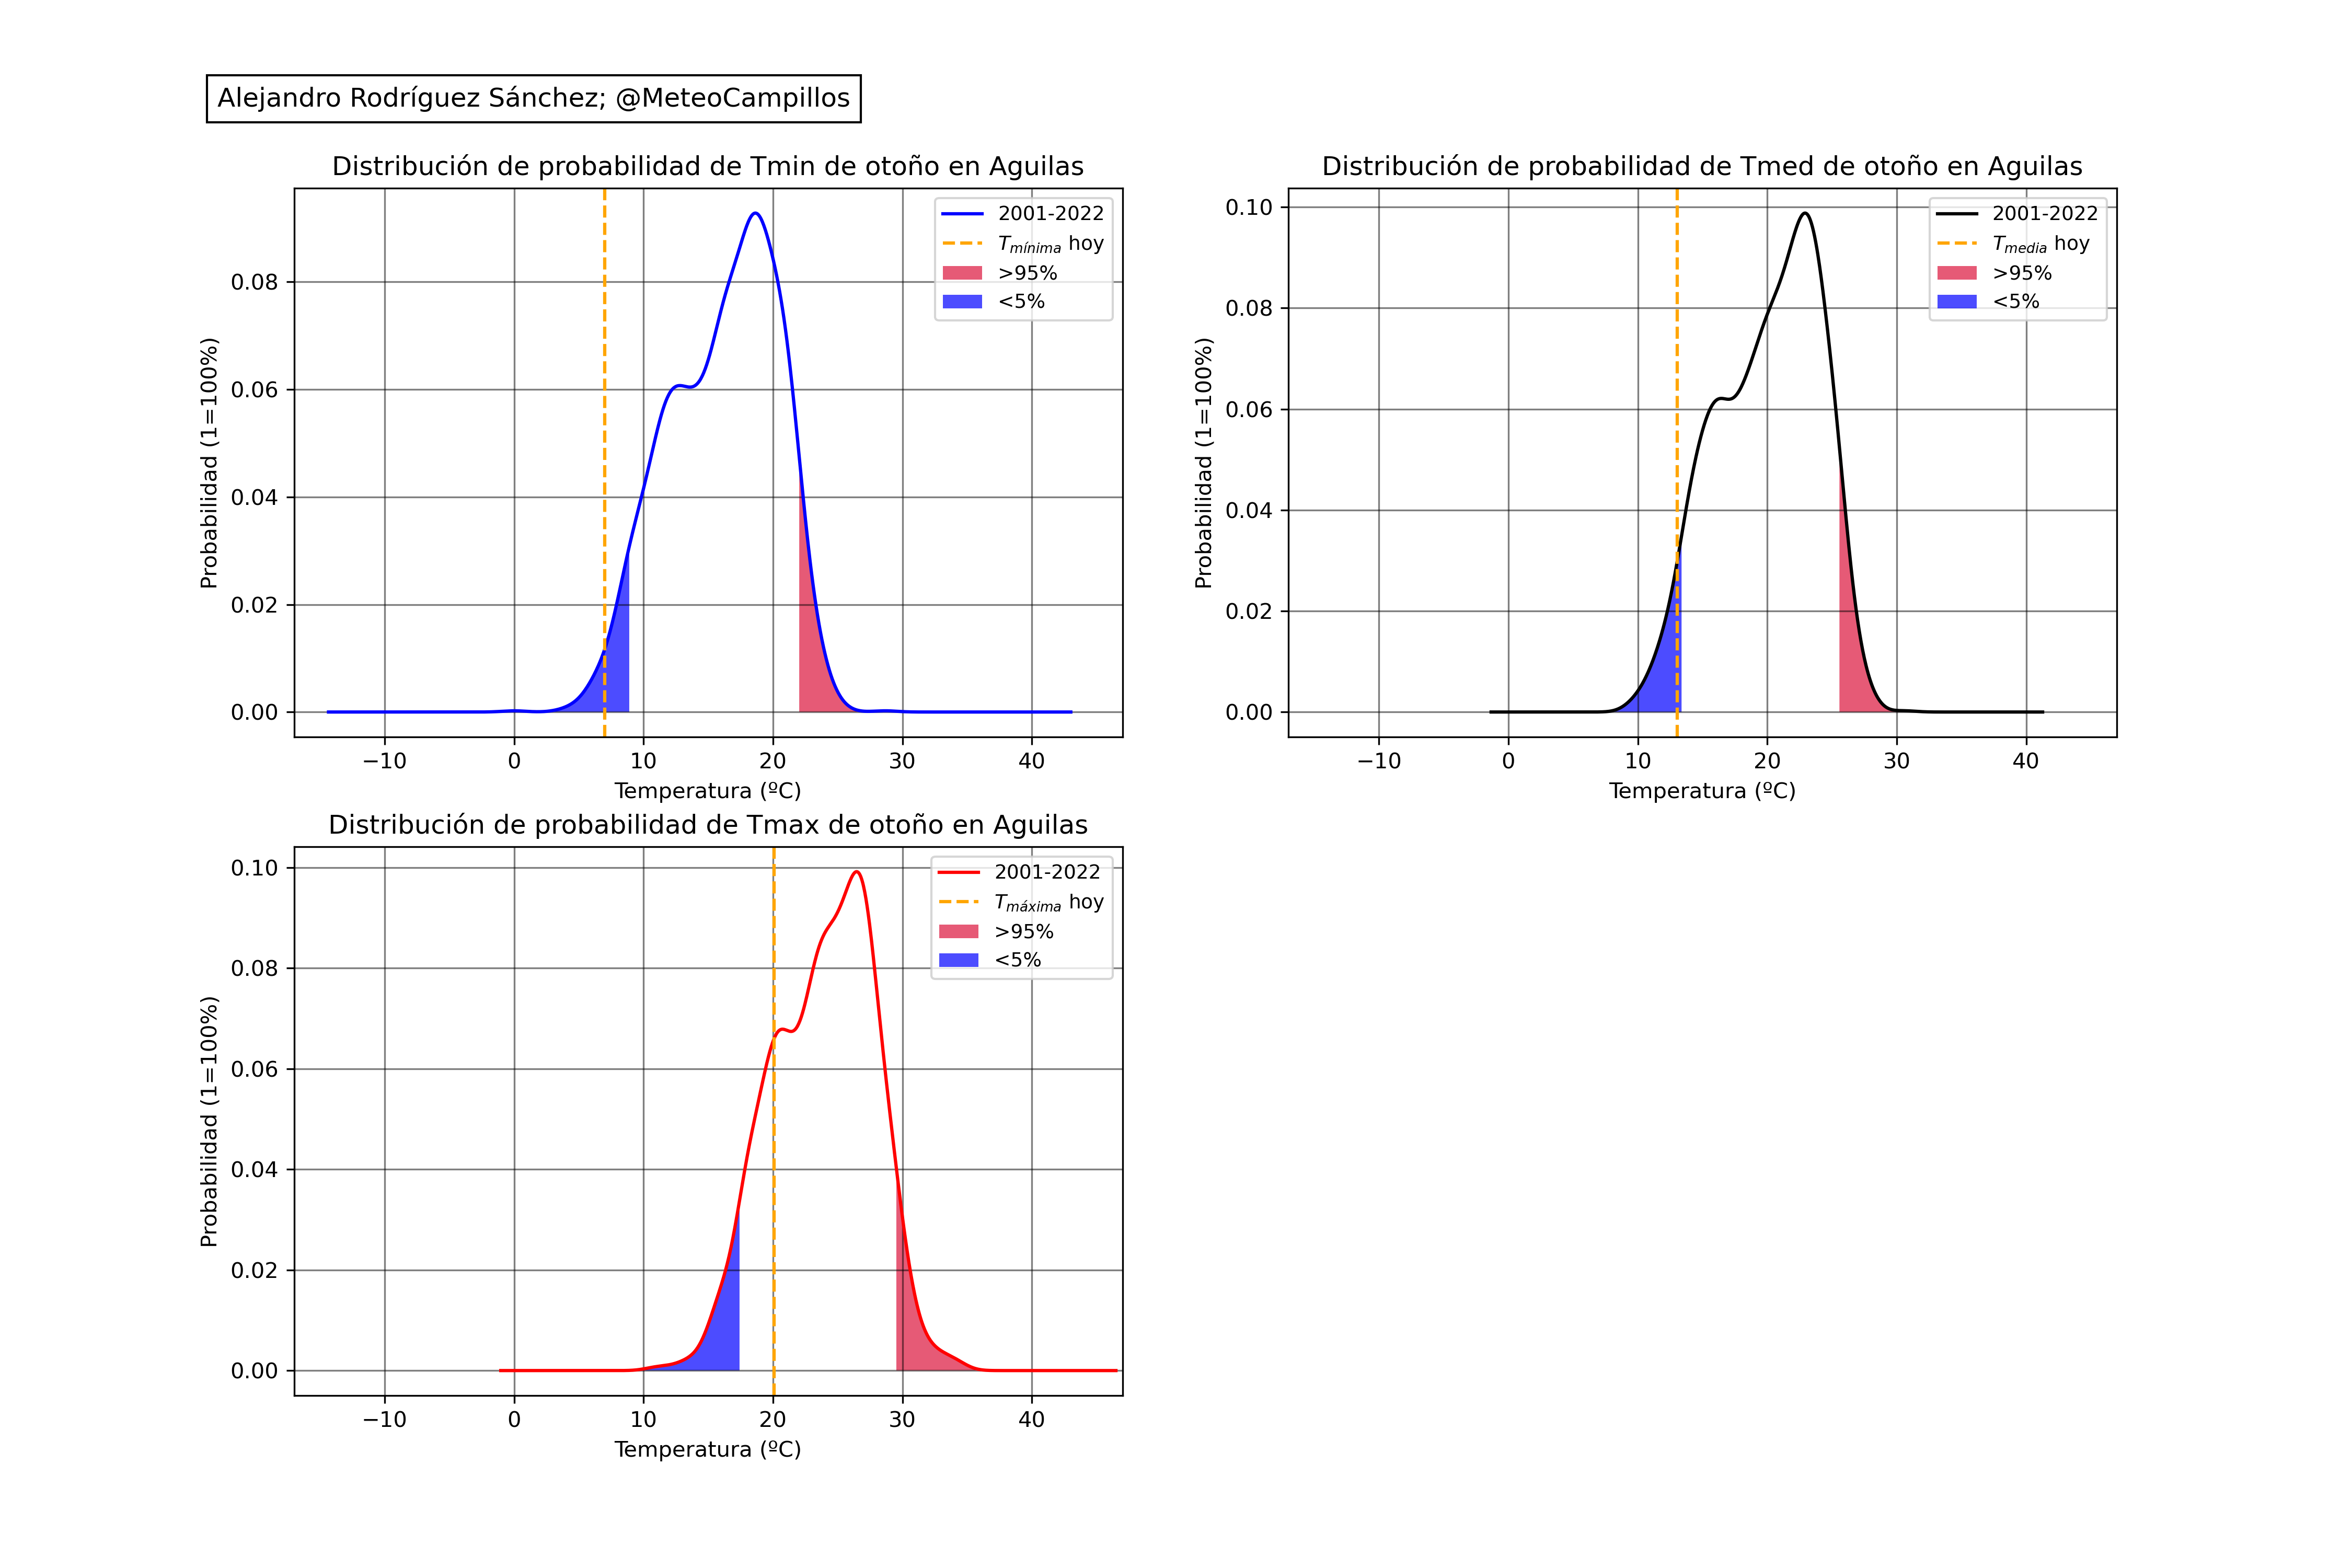 Alejandro Rodríguez Sánchez; @MeteoCampillos
Distribución de probabilidad de Tmin de otoño en Aguilas
Probabilidad (1=100%)
0.08
0.06
0.04
0.02
0.00
−10 0 10 20 30 40
Temperatura (ºC)
2001-2022
Tmínima hoy
>95%
<5%
Distribución de probabilidad de Tmed de otoño en Aguilas
Probabilidad (1=100%)
0.10
0.08
0.06
0.04
0.02
0.00
−10 0 10 20 30 40
Temperatura (ºC)
2001-2022
Tmedia hoy
>95%
<5%
Distribución de probabilidad de Tmax de otoño en Aguilas
Probabilidad (1=100%)
0.10
0.08
0.06
0.04
0.02
0.00
−10 0 10 20 30 40
Temperatura (ºC)
2001-2022
Tmáxima hoy
>95%
<5%